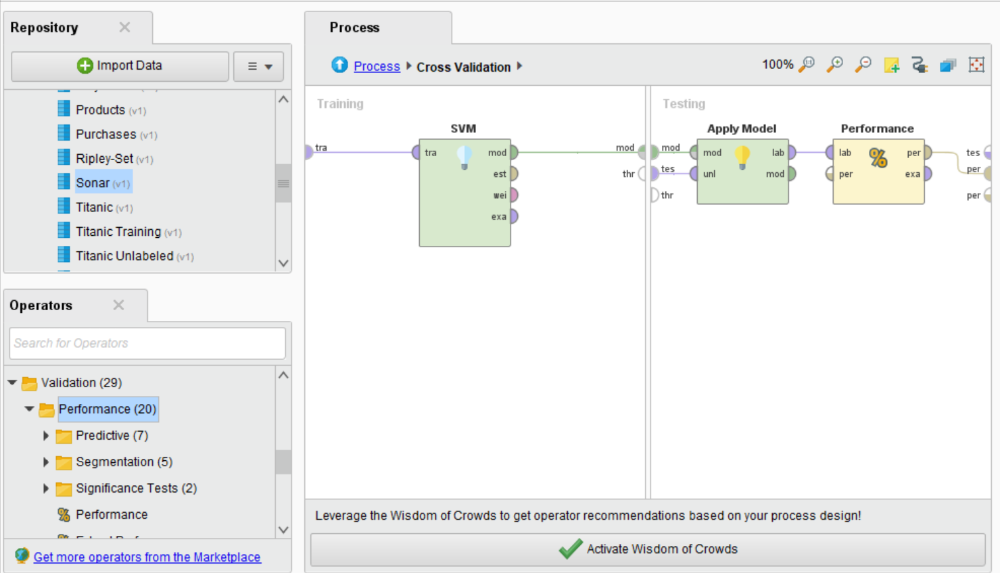 Repository
Import Data
Products (v1)
Purchases (v1)
Ripley-Set (v1)
Sonar (v1)
Titanic (v1)
Titanic Training (v1)
Titanic Unlabeled (v1)
Operators
Search for Operators
Validation (29)
Performance (20)
Predictive (7)
Segmentation (5)
Significance Tests (2)
Performance
Get more operators from the Marketplace
Process
Process Cross Validation
100%
Training
SVM
tra
tra
mod
est
wei
exa
mod
thr
Testing
mod
tes
thr
Apply Model
mod
unl
lab
mod
Performance
lab
per
per
exa
tes
per
per
Leverage the Wisdom of Crowds to get operator recommendations based on your process design!
Activate Wisdom of Crowds